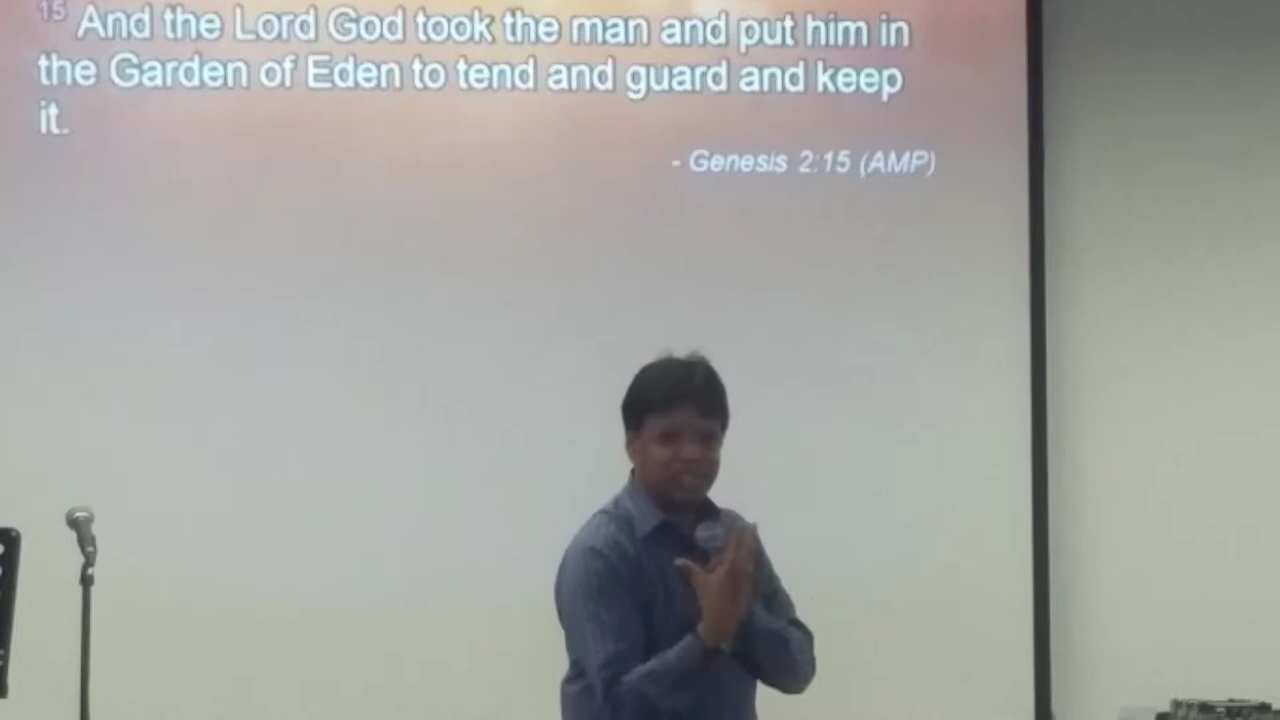 15 And the Lord God took the man and put him in
the Garden of Eden to tend and guard and keep
it.
- Genesis 2:15 (AMP)